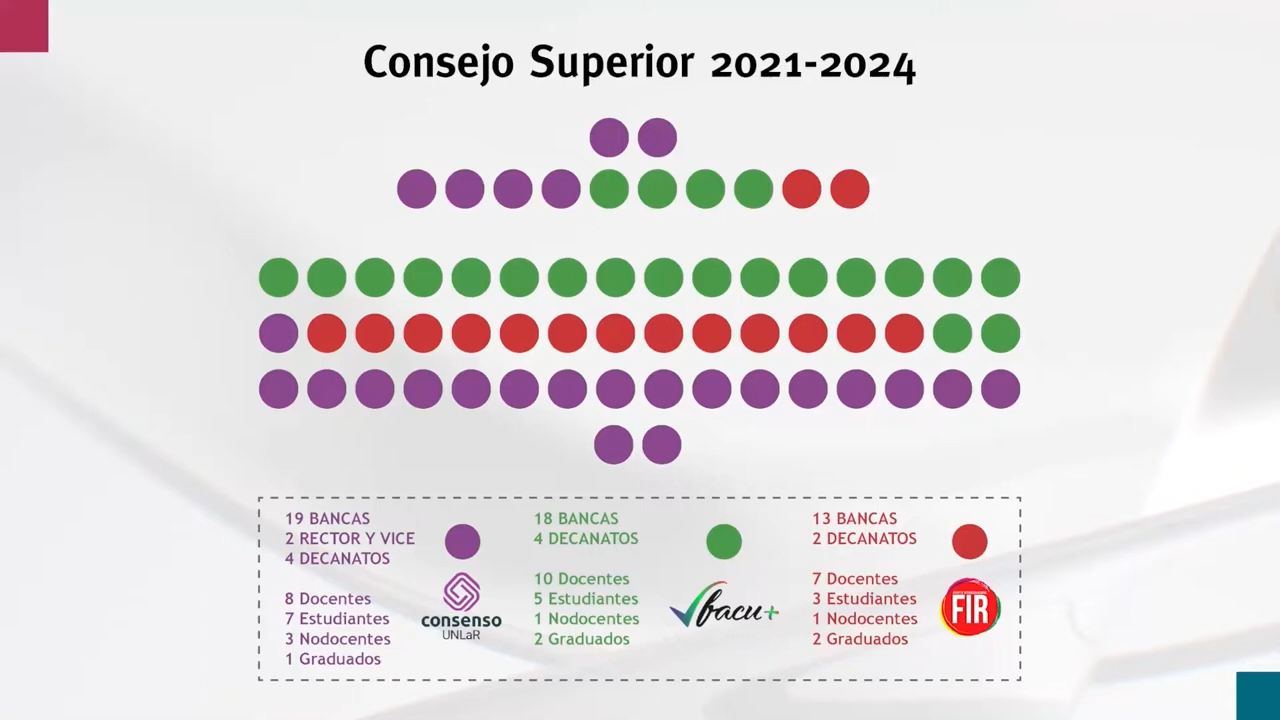 Consejo Superior 2021-2024
19 BANCAS
2 RECTOR Y VICE
4 DECANATOS
8 Docentes
7 Estudiantes
3 Nodocentes
1 Graduados
consenso
UNLaR
18 BANCAS
4 DECANATOS
10 Docentes
5 Estudiantes
1 Nodocentes
2 Graduados
facu+
13 BANCAS
2 DECANATOS
7 Docentes
3 Estudiantes
1 Nodocentes
2 Graduados
FIR